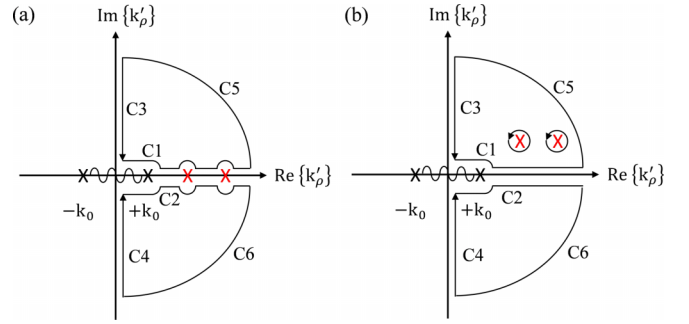 (a)
Im {k′ρ}
C5
C3
C1
Re {k′ρ}
−k₀
+k₀
C2
C4
C6
(b)
Im {k′ρ}
C5
C3
C1
Re {k′ρ}
−k₀
+k₀
C2
C4
C6